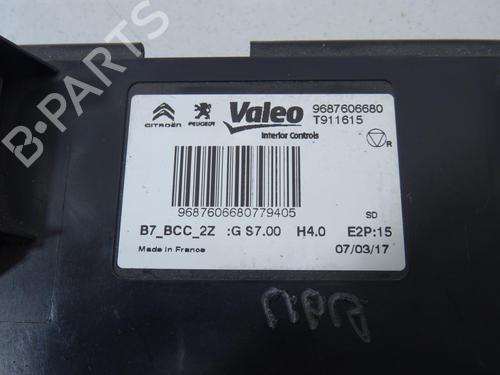 B-Parts
CITROËN PEUGEOT Valeo 9687606680
T911615
Interior Controls
R
9687606680779405
SD
B7_BCC_2Z :G S7.00 H4.0 E2P:15
Made in France 07/03/17